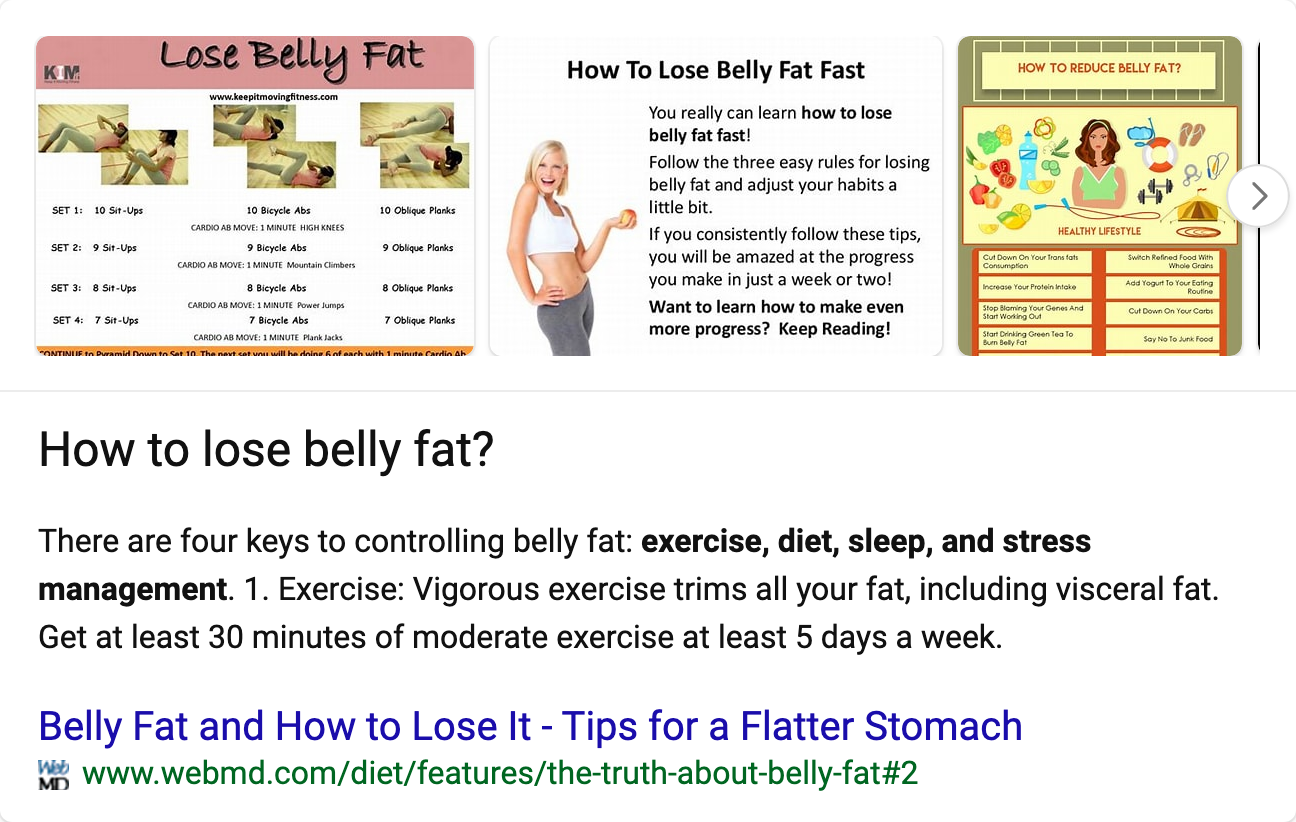 Lose Belly Fat
KIM
www.keepitmovingfitness.com
SET 1: 10 Sit-Ups 10 Bicycle Abs 10 Oblique Planks
CARDIO AB MOVE: 1 MINUTE HIGH KNEES
SET 2: 9 Sit-Ups 9 Bicycle Abs 9 Oblique Planks
CARDIO AB MOVE: 1 MINUTE Mountain Climbers
SET 3: 8 Sit-Ups 8 Bicycle Abs 8 Oblique Planks
CARDIO AB MOVE: 1 MINUTE Power Jumps
SET 4: 7 Sit-Ups 7 Bicycle Abs 7 Oblique Planks
CARDIO AB MOVE: 1 MINUTE Plank Jacks
CONTINUE to Pyramid Down to Set 10. The next set you will be doing 6 of each with 1 minute Cardio Ab
How To Lose Belly Fat Fast
You really can learn how to lose
belly fat fast!
Follow the three easy rules for losing
belly fat and adjust your habits a
little bit.
If you consistently follow these tips,
you will be amazed at the progress
you make in just a week or two!
Want to learn how to make even
more progress? Keep Reading!
HOW TO REDUCE BELLY FAT?
HEALTHY LIFESTYLE
Cut Down On Your Trans fats
Consumption
Switch Refined Food With
Whole Grains
Increase Your Protein Intake
Add Yogurt To Your Eating
Routine
Stop Blaming Your Genes And
Start Working Out
Cut Down On Your Carbs
Start Drinking Green Tea To
Burn Belly Fat
Say No To Junk Food
How to lose belly fat?
There are four keys to controlling belly fat: exercise, diet, sleep, and stress
management. 1. Exercise: Vigorous exercise trims all your fat, including visceral fat.
Get at least 30 minutes of moderate exercise at least 5 days a week.
Belly Fat and How to Lose It - Tips for a Flatter Stomach
Web
MD
www.webmd.com/diet/features/the-truth-about-belly-fat#2